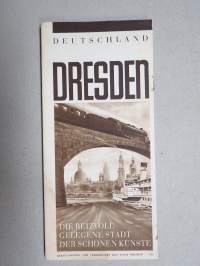 DEUTSCHLAND
DRESDEN
DIE REIZVOLL
GELEGENE STADT
DER SCHÖNEN KÜNSTE